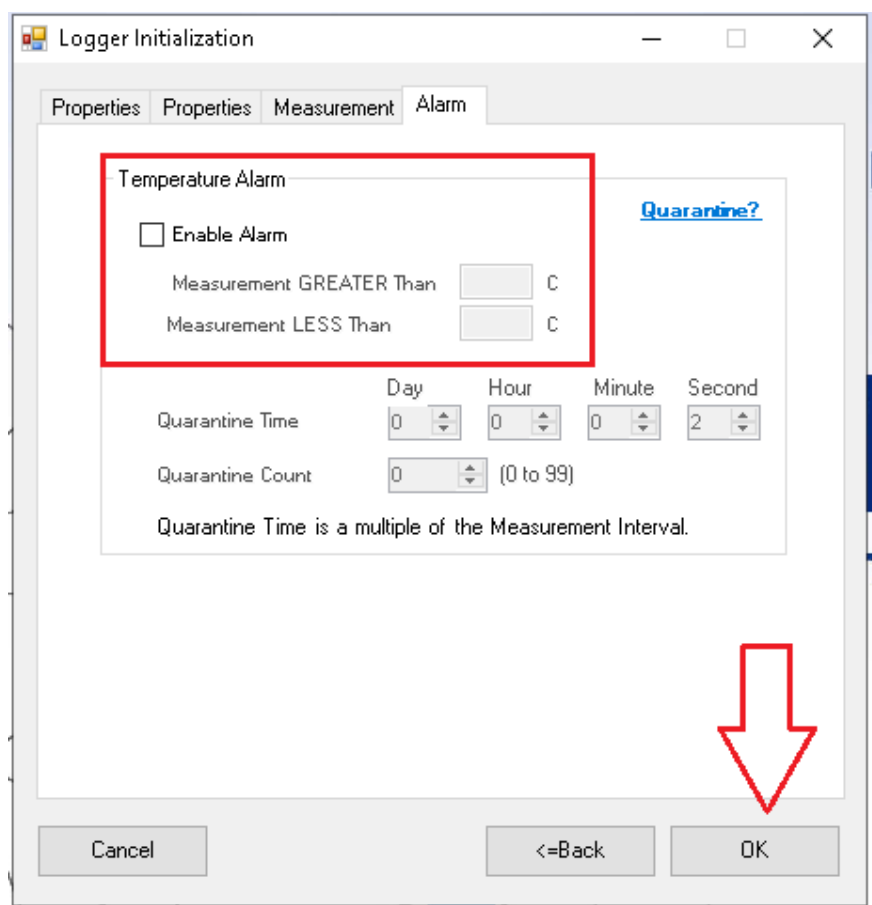 Logger Initialization
Properties Properties Measurement Alarm
Temperature Alarm
Quarantine?
Enable Alarm
Measurement GREATER Than C
Measurement LESS Than C
Day Hour Minute Second
Quarantine Time 0 0 0 2
Quarantine Count 0 (0 to 99)
Quarantine Time is a multiple of the Measurement Interval.
Cancel <=Back OK